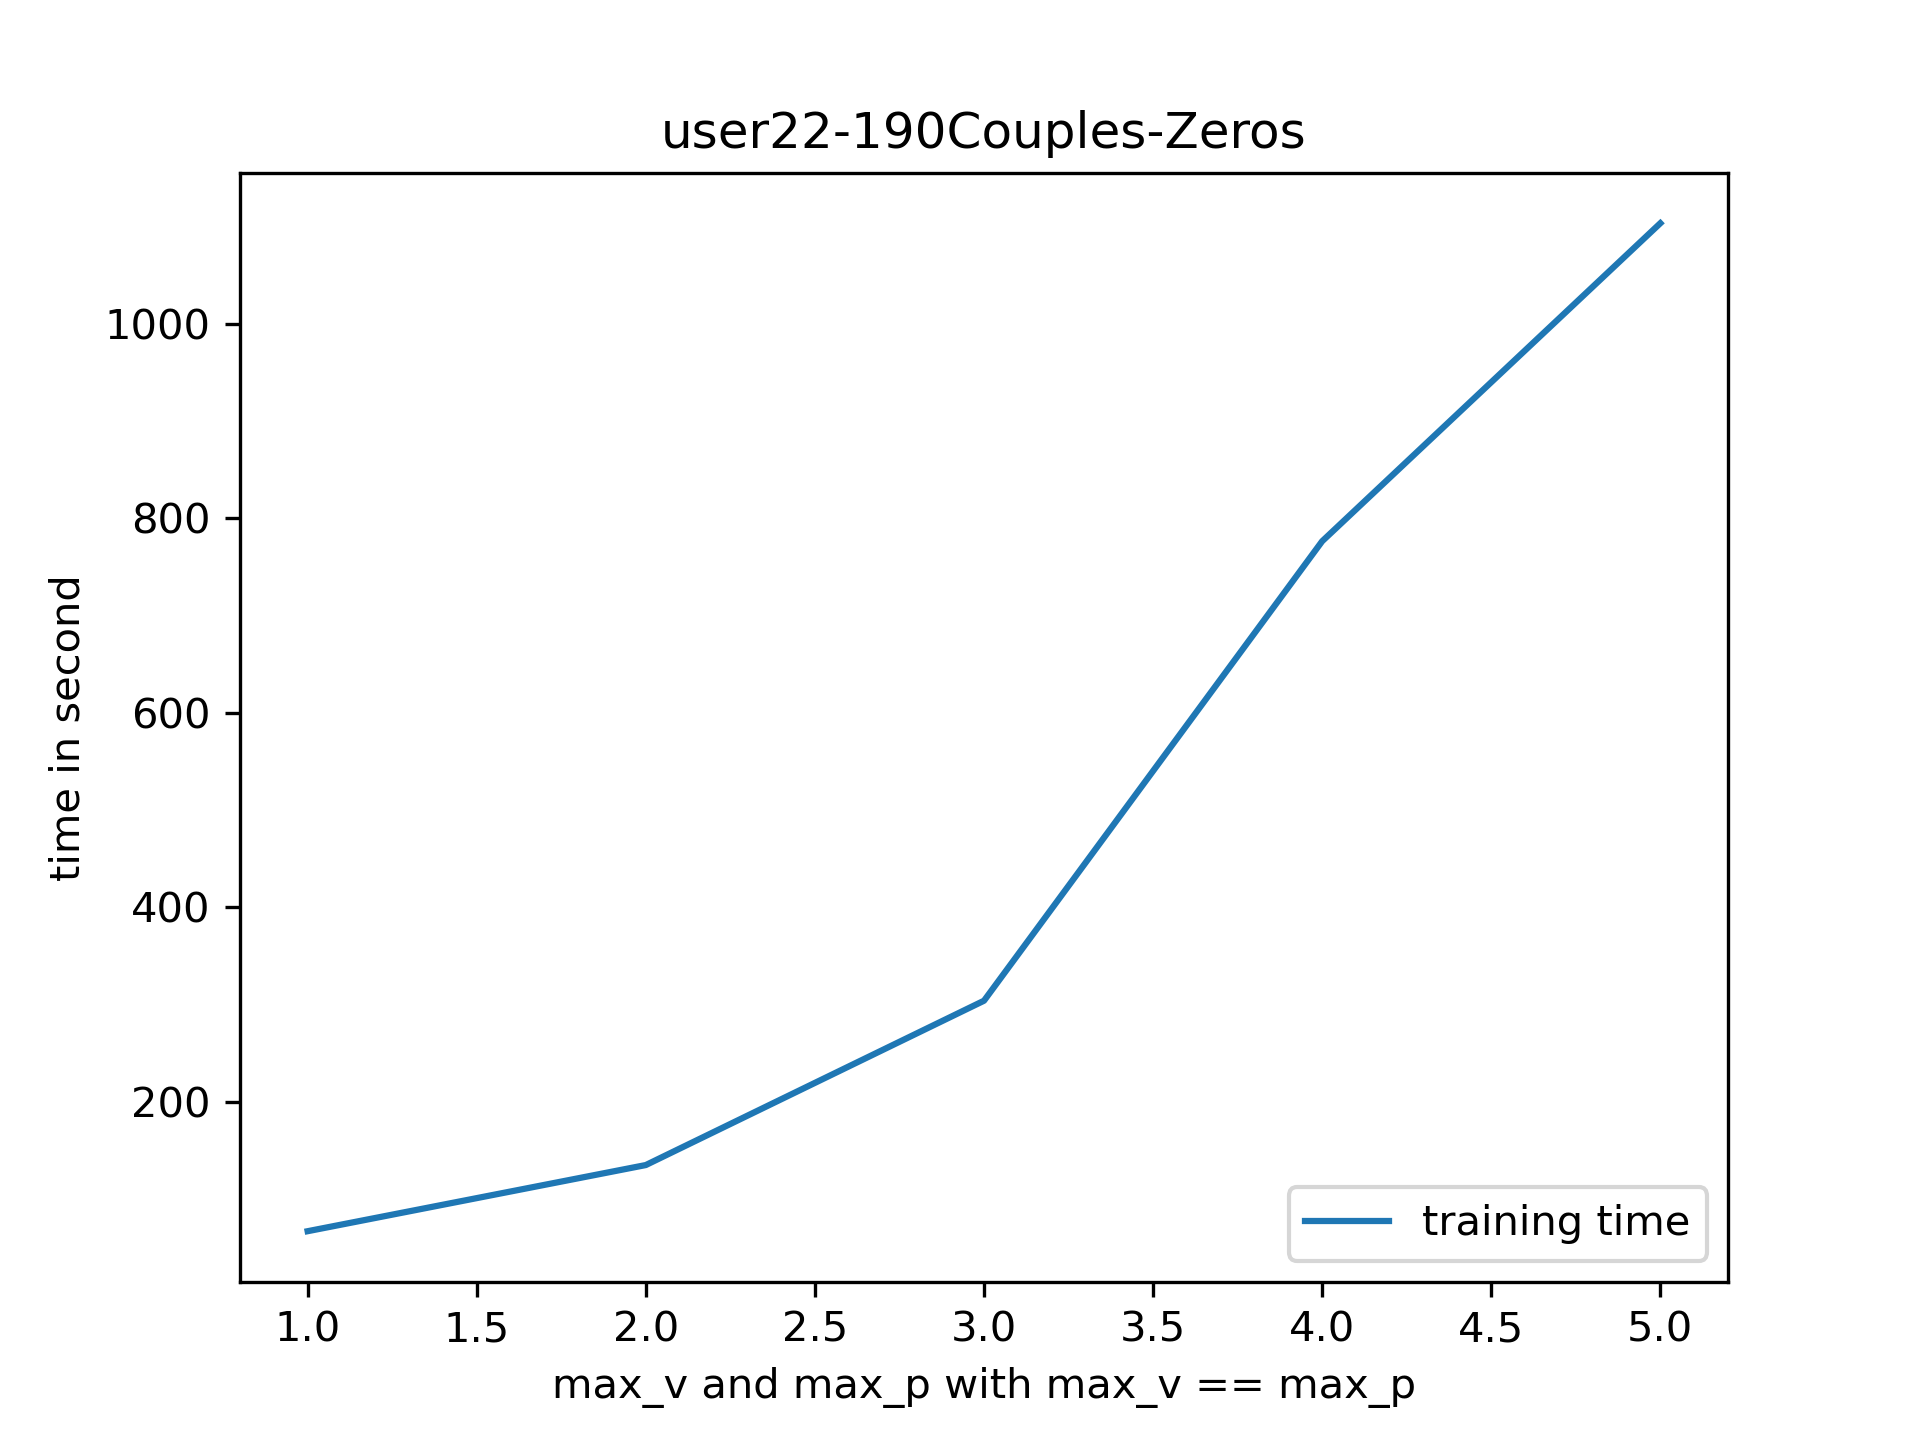 user22-190Couples-Zeros
time in second
1000
800
600
400
200
training time
1.0 1.5 2.0 2.5 3.0 3.5 4.0 4.5 5.0
max_v and max_p with max_v == max_p